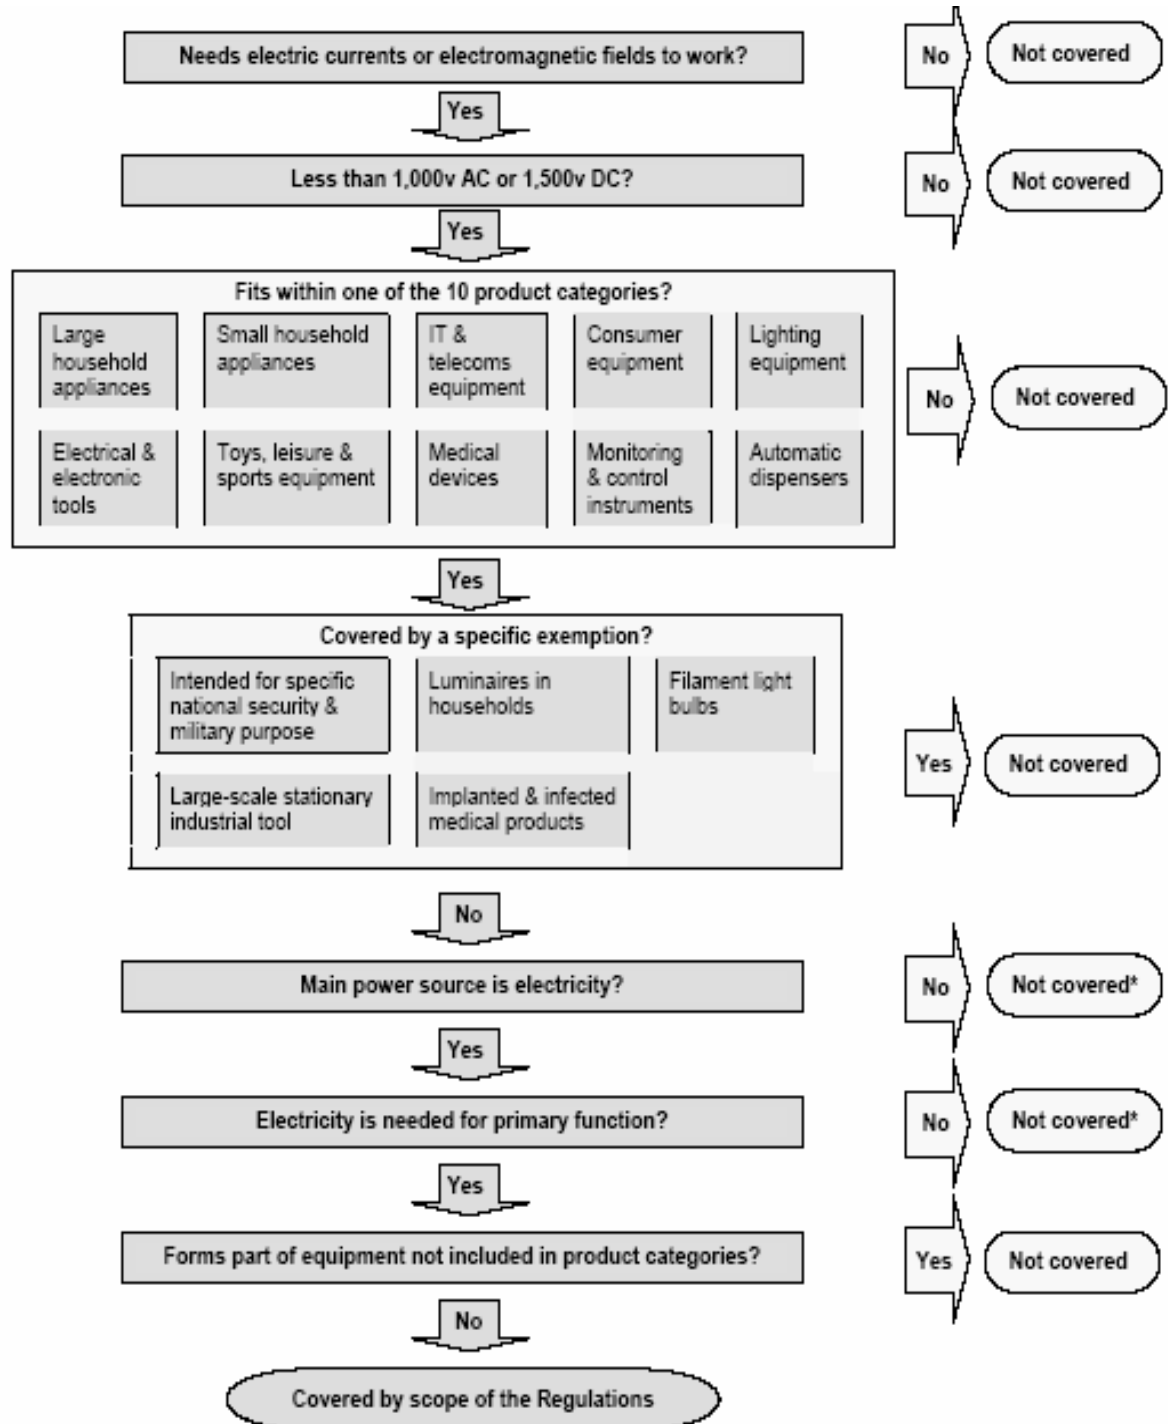 Needs electric currents or electromagnetic fields to work?
No
Not covered
Yes
Less than 1,000v AC or 1,500v DC?
No
Not covered
Yes
Fits within one of the 10 product categories?
Large
household
appliances
Small household
appliances
IT &
telecoms
equipment
Consumer
equipment
Lighting
equipment
No
Not covered
Electrical &
electronic
tools
Toys, leisure &
sports equipment
Medical
devices
Monitoring
& control
instruments
Automatic
dispensers
Yes
Covered by a specific exemption?
Intended for specific
national security &
military purpose
Luminaires in
households
Filament light
bulbs
Yes
Not covered
Large-scale stationary
industrial tool
Implanted & infected
medical products
No
Main power source is electricity?
No
Not covered*
Yes
Electricity is needed for primary function?
No
Not covered*
Yes
Forms part of equipment not included in product categories?
Yes
Not covered
No
Covered by scope of the Regulations